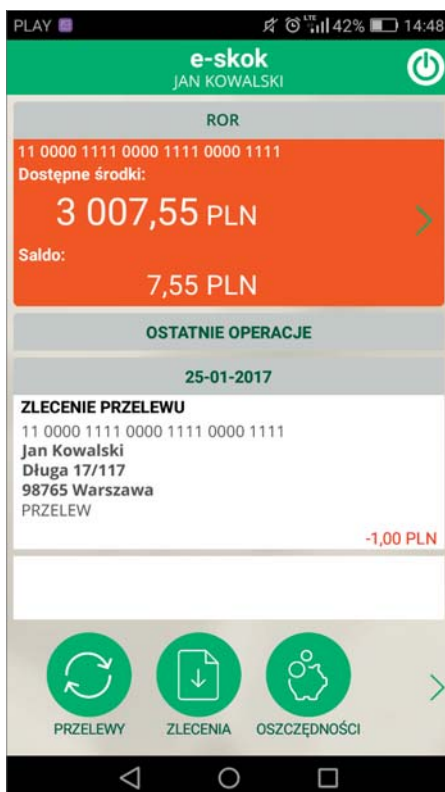 PLAY LTE 42% 14:48
e-skok
JAN KOWALSKI
ROR
11 0000 1111 0000 1111 0000 1111
Dostępne środki:
3 007,55 PLN
Saldo:
7,55 PLN
OSTATNIE OPERACJE
25-01-2017
ZLECENIE PRZELEWU
11 0000 1111 0000 1111 0000 1111
Jan Kowalski
Długa 17/117
98765 Warszawa
PRZELEW
-1,00 PLN
PRZELEWY ZLECENIA OSZCZĘDNOŚCI